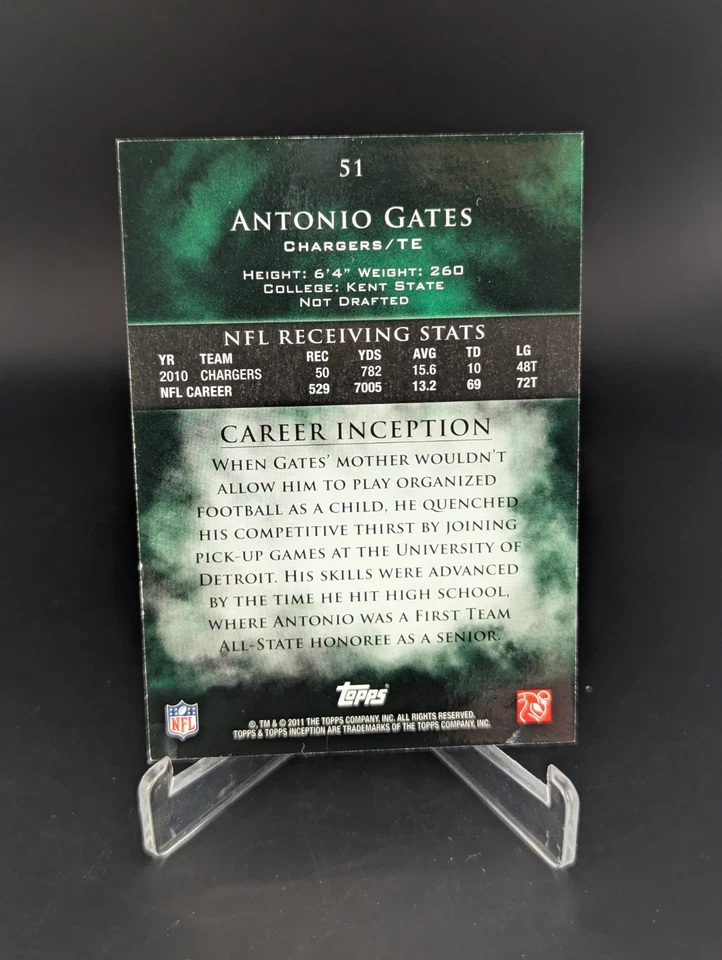 51
ANTONIO GATES
CHARGERS/TE
HEIGHT: 6'4" WEIGHT: 260
COLLEGE: KENT STATE
NOT DRAFTED
NFL RECEIVING STATS
YR TEAM REC YDS AVG TD LG
2010 CHARGERS 50 782 15.6 10 48T
NFL CAREER 529 7005 13.2 69 72T
CAREER INCEPTION
WHEN GATES' MOTHER WOULDN'T
ALLOW HIM TO PLAY ORGANIZED
FOOTBALL AS A CHILD, HE QUENCHED
HIS COMPETITIVE THIRST BY JOINING
PICK-UP GAMES AT THE UNIVERSITY OF
DETROIT. HIS SKILLS WERE ADVANCED
BY THE TIME HE HIT HIGH SCHOOL,
WHERE ANTONIO WAS A FIRST TEAM
ALL-STATE HONOREE AS A SENIOR.
Topps
NFL
®, TM & © 2011 THE TOPPS COMPANY, INC. ALL RIGHTS RESERVED.
TOPPS & TOPPS INCEPTION ARE TRADEMARKS OF THE TOPPS COMPANY, INC.